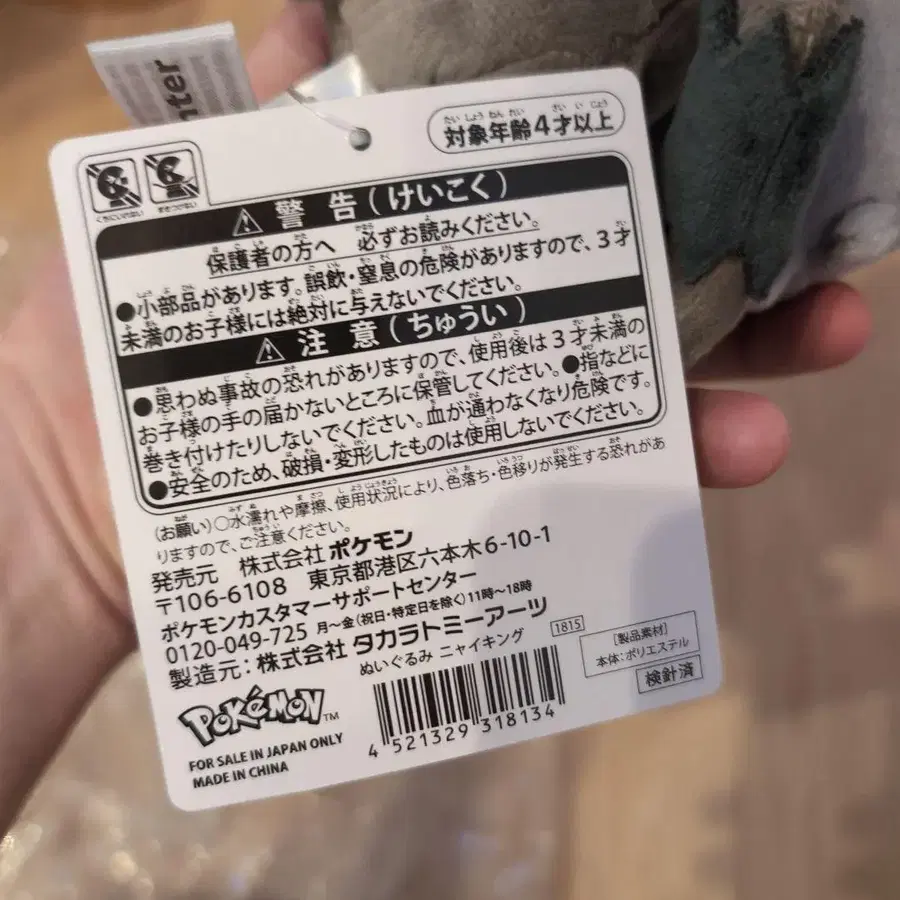 nter
対象年齢4才以上
くちにいれない
まきつけない
警告(けいこく)
保護者の方へ 必ずお読みください。
●小部品があります。誤飲・窒息の危険がありますので、3才
未満のお子様には絶対に与えないでください。
注意(ちゅうい)
●思わぬ事故の恐れがありますので、使用後は3才未満の
お子様の手の届かないところに保管してください。●指などに
巻き付けたりしないでください。血が通わなくなり危険です。
●安全のため、破損・変形したものは使用しないでください。
(お願い)○水濡れや摩擦、使用状況により、色落ち・色移りが発生する恐れがあ
りますので、ご注意ください。
発売元 株式会社ポケモン
〒106-6108 東京都港区六本木6-10-1
ポケモンカスタマーサポートセンター
0120-049-725 月~金(祝日・特定日を除く)11時~18時
製造元:株式会社タカラトミーアーツ
ぬいぐるみ ニャイキング
1815
[製品素材]
本体:ポリエステル
検針済
POKéMON TM
FOR SALE IN JAPAN ONLY
MADE IN CHINA
4 521329 318134